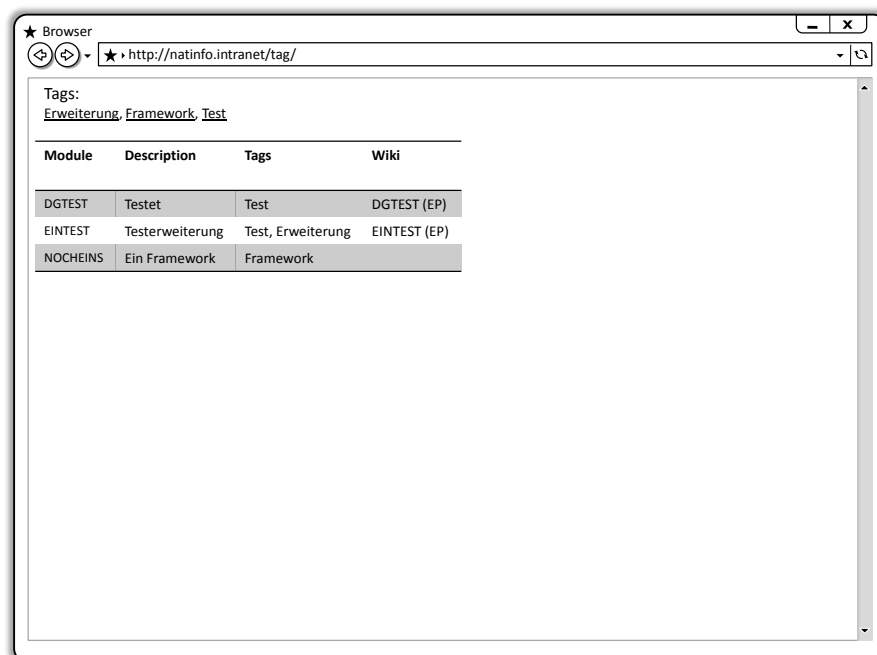 Browser
http://natinfo.intranet/tag/
Tags:
Erweiterung, Framework, Test
Module Description Tags Wiki
DGTEST Testet Test DGTEST (EP)
EINTEST Testerweiterung Test, Erweiterung EINTEST (EP)
NOCHEINS Ein Framework Framework